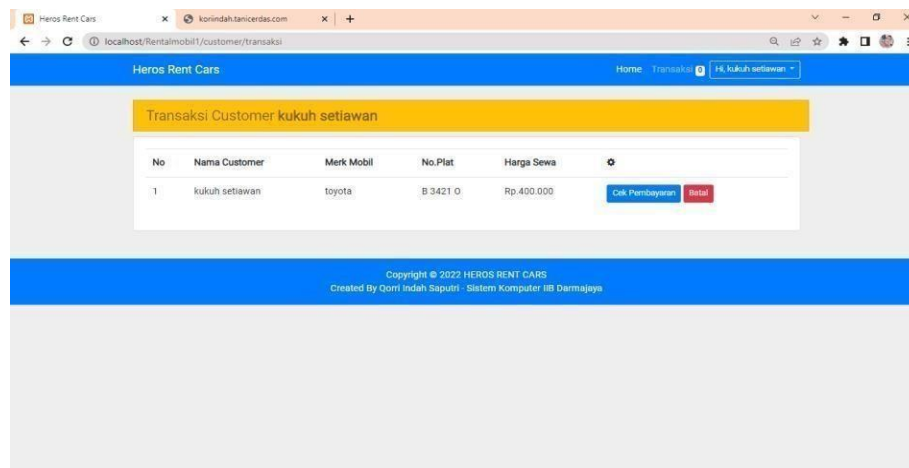 Heros Rent Cars
koriindah.tanicerdas.com
localhost/Rentalmobil1/customer/transaksi
Heros Rent Cars
Home Transaksi 0 Hi, kukuh setiawan
Transaksi Customer kukuh setiawan
No Nama Customer Merk Mobil No.Plat Harga Sewa
1 kukuh setiawan toyota B 3421 O Rp.400.000 Cek Pembayaran Batal
Copyright © 2022 HEROS RENT CARS
Created By Qorri Indah Saputri - Sistem Komputer IIB Darmajaya